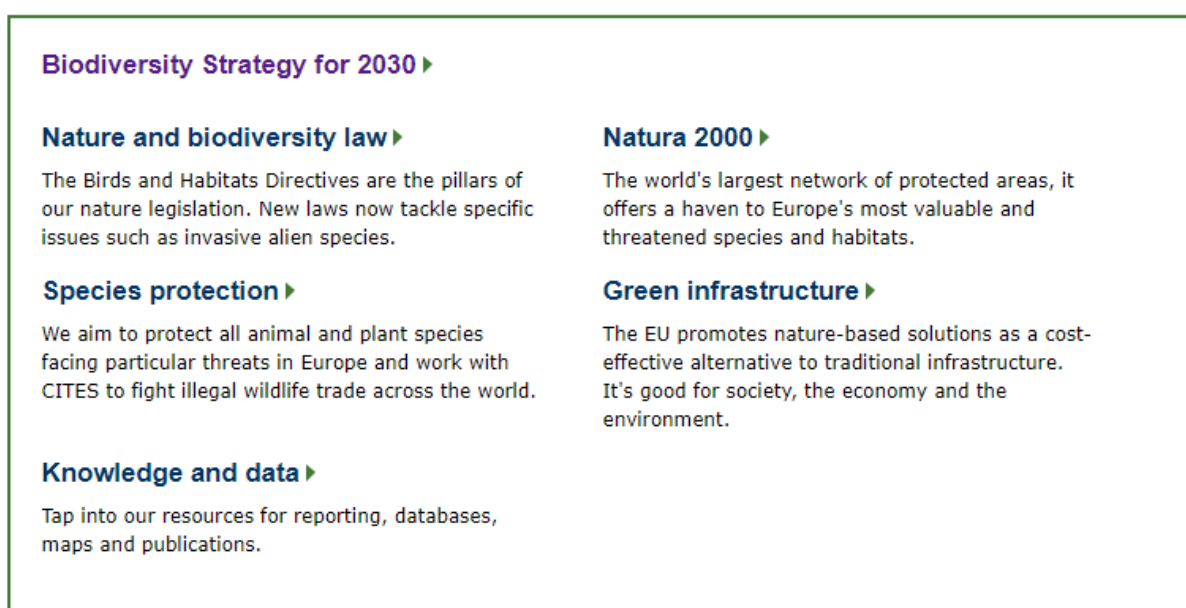 Biodiversity Strategy for 2030
Nature and biodiversity law
The Birds and Habitats Directives are the pillars of
our nature legislation. New laws now tackle specific
issues such as invasive alien species.
Natura 2000
The world's largest network of protected areas, it
offers a haven to Europe's most valuable and
threatened species and habitats.
Species protection
We aim to protect all animal and plant species
facing particular threats in Europe and work with
CITES to fight illegal wildlife trade across the world.
Green infrastructure
The EU promotes nature-based solutions as a cost-
effective alternative to traditional infrastructure.
It's good for society, the economy and the
environment.
Knowledge and data
Tap into our resources for reporting, databases,
maps and publications.